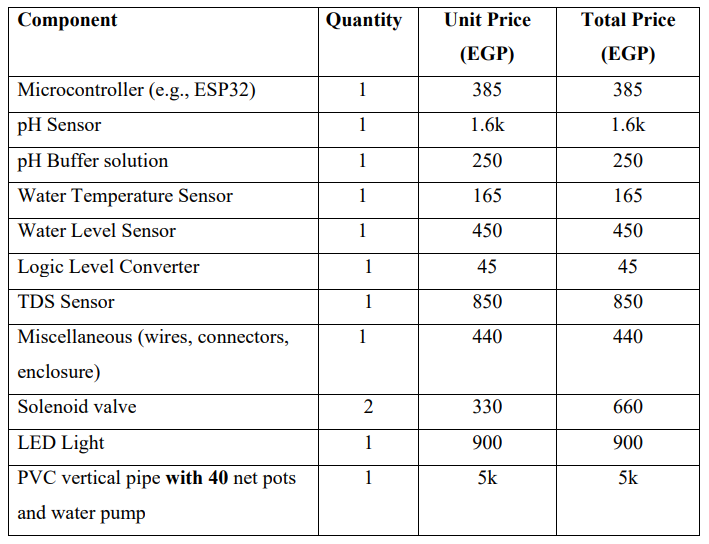 Component Quantity Unit Price (EGP) Total Price (EGP)
Microcontroller (e.g., ESP32) 1 385 385
pH Sensor 1 1.6k 1.6k
pH Buffer solution 1 250 250
Water Temperature Sensor 1 165 165
Water Level Sensor 1 450 450
Logic Level Converter 1 45 45
TDS Sensor 1 850 850
Miscellaneous (wires, connectors, 1 440 440
enclosure)
Solenoid valve 2 330 660
LED Light 1 900 900
PVC vertical pipe with 40 net pots 1 5k 5k
and water pump